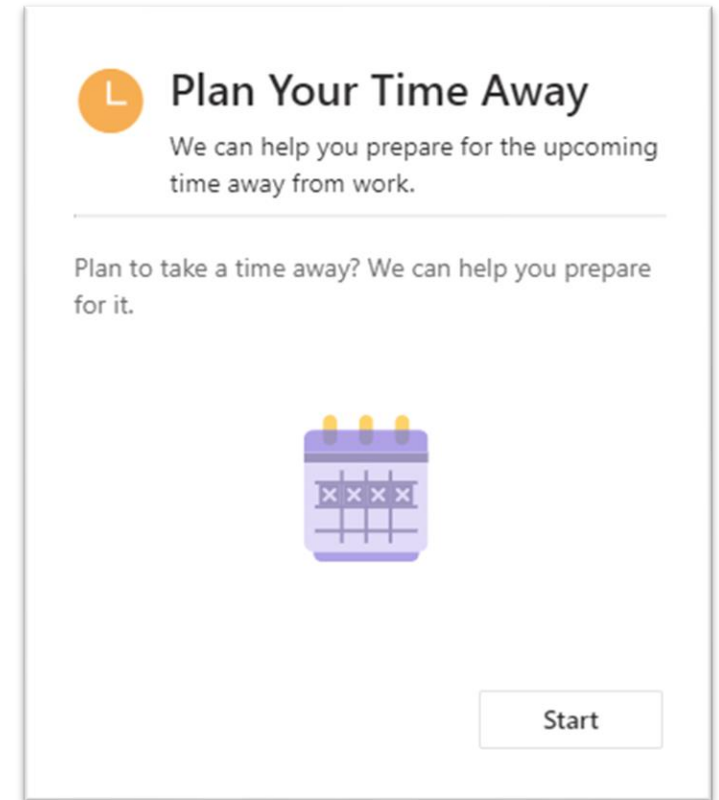 Plan Your Time Away
We can help you prepare for the upcoming
time away from work.
Plan to take a time away? We can help you prepare
for it.
Start